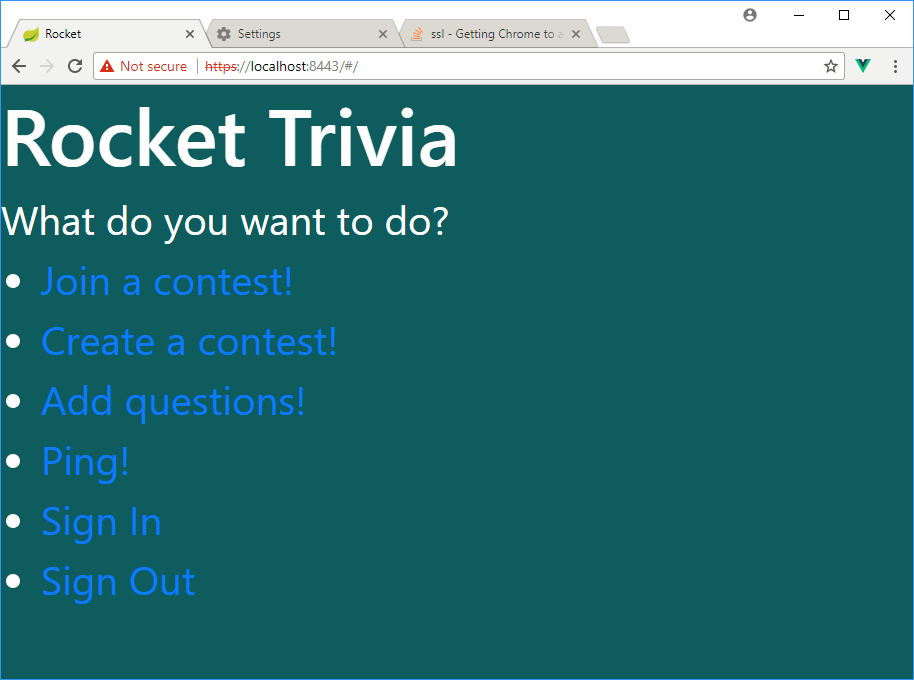 Rocket
Settings
ssl - Getting Chrome to a
Not secure
https://localhost:8443/#/
Rocket Trivia
What do you want to do?
Join a contest!
Create a contest!
Add questions!
Ping!
Sign In
Sign Out